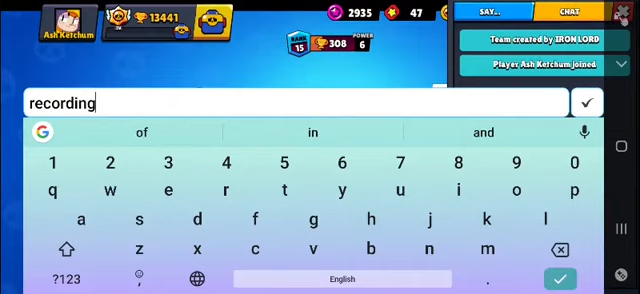 13441
2935
47
SAY...
CHAT
Ash Ketchum
RANK
15
308
POWER
6
Team created by IRON LORD
Player Ash Ketchum joined
recording
of in and
1 2 3 4 5 6 7 8 9 0
q w e r t y u i o p
a s d f g h j k l
z x c v b n m
?123 , English .